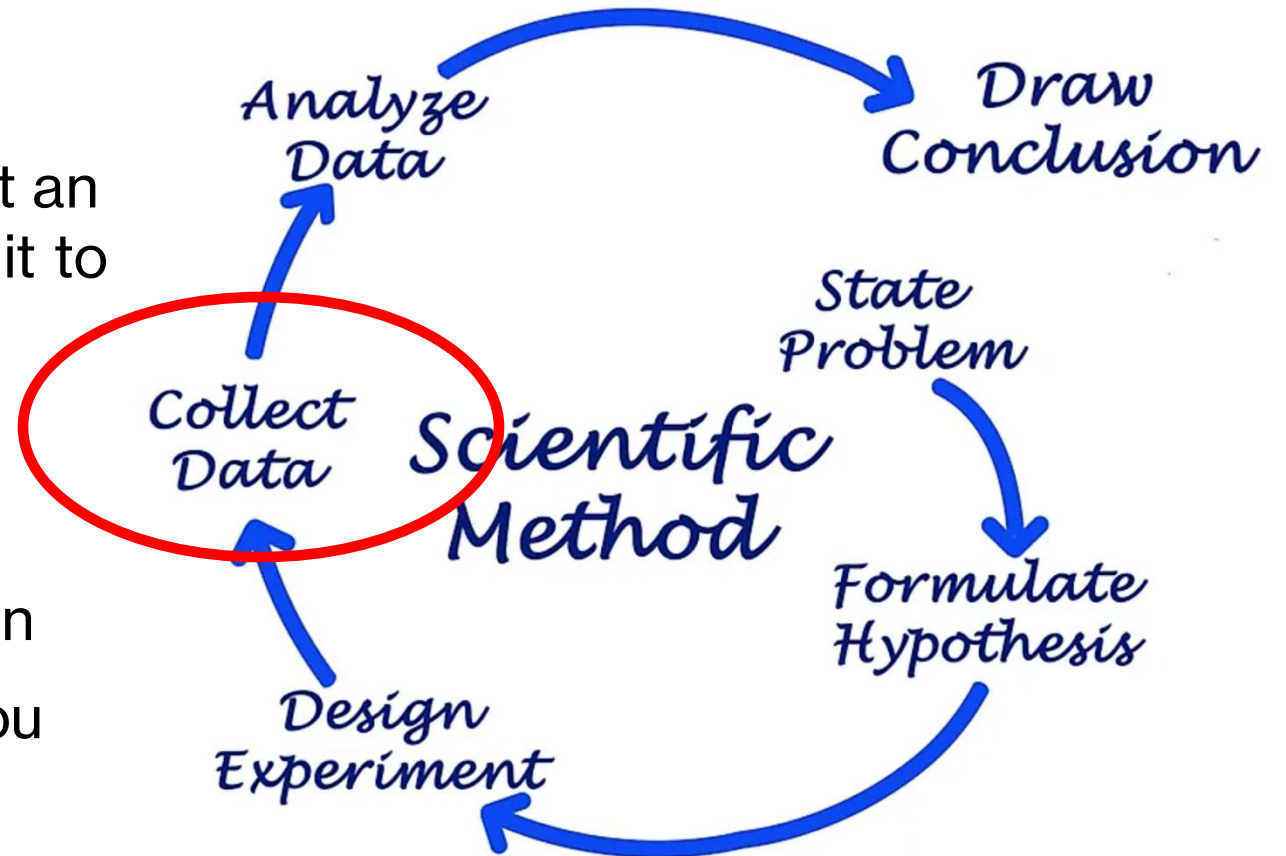 t an
it to
n
ou
Analyze
Data
Draw
Conclusion
State
Problem
Collect
Data
Scientific
Method
Formulate
Hypothesis
Design
Experiment